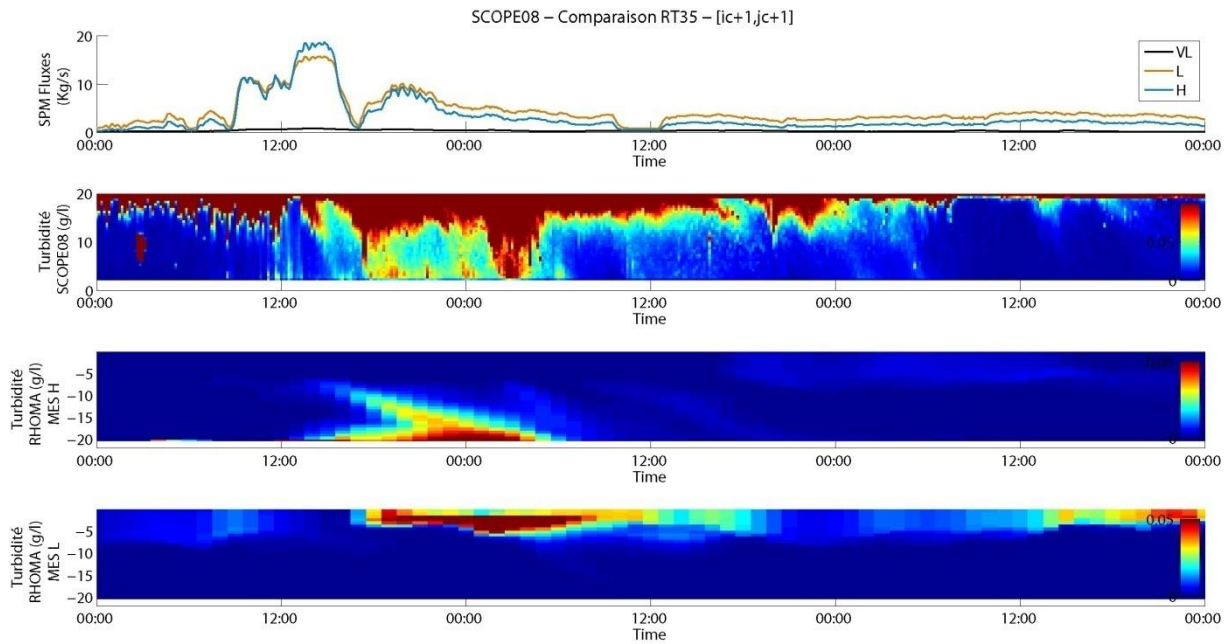 SCOPE08 – Comparaison RT35 – [ic+1,jc+1]
SPM Fluxes
(Kg/s)
20
10
0
VL
L
H
00:00 12:00 00:00 12:00 00:00 12:00 00:00
Time
Turbidité
SCOPE08 (g/l)
20
10
0
0.05
0
00:00 12:00 00:00 12:00 00:00 12:00 00:00
Time
Turbidité
RHOMA (g/l)
MES H
−5
−10
−15
−20
0.05
0
00:00 12:00 00:00 12:00 00:00 12:00 00:00
Time
Turbidité
RHOMA (g/l)
MES L
−5
−10
−15
−20
0.05
0
00:00 12:00 00:00 12:00 00:00 12:00 00:00
Time